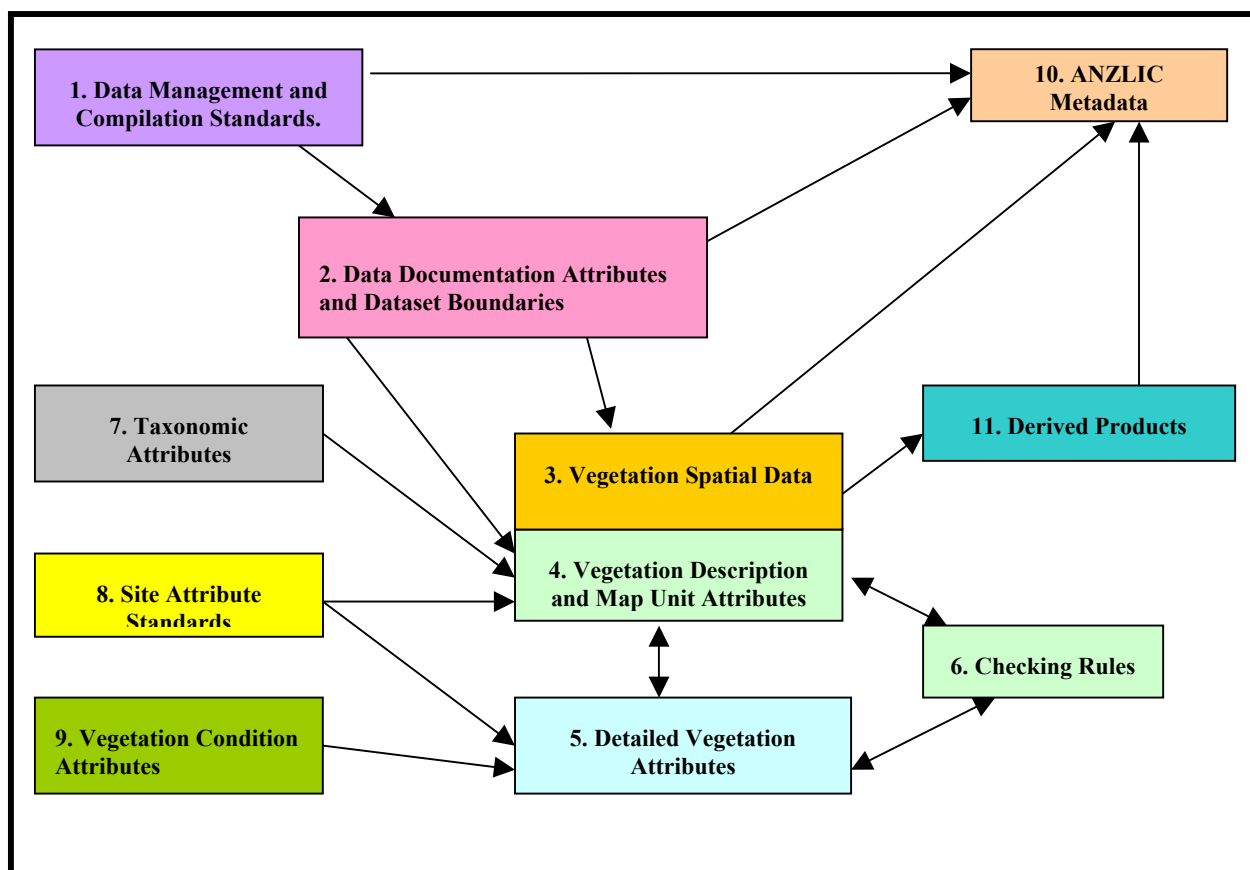 1. Data Management and
Compilation Standards.
10. ANZLIC
Metadata
2. Data Documentation Attributes
and Dataset Boundaries
7. Taxonomic
Attributes
3. Vegetation Spatial Data
11. Derived Products
4. Vegetation Description
and Map Unit Attributes
8. Site Attribute
Standards
6. Checking Rules
9. Vegetation Condition
Attributes
5. Detailed Vegetation
Attributes